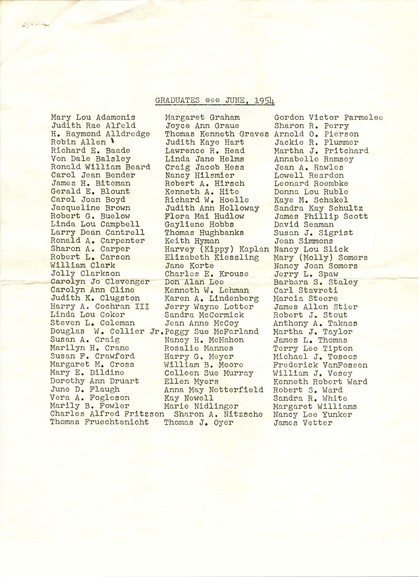 GRADUATES *** JUNE, 1954
Mary Lou Adamonis Margaret Graham Gordon Victor Parmelee
Judith Rae Alfeld Joyce Ann Graue Sharon R. Perry
H. Raymond Alldredge Thomas Kenneth Graves Arnold O. Pierson
Robin Allen Judith Kaye Hart Jackie R. Plummer
Richard E. Baade Lawrence R. Head Martha J. Pritchard
Von Dale Balsley Linda Jane Helms Annabelle Ramsey
Ronald William Beard Craig Jacob Hess Jean A. Rawles
Carol Jean Bender Nancy Hilsmier Lowell Reardon
James H. Biteman Robert A. Hirsch Leonard Roembke
Gerald E. Blount Kenneth A. Hite Donna Lou Ruble
Carol Joan Boyd Richard W. Hoelle Kaye M. Schakel
Jacqueline Brown Judith Ann Holloway Sandra Kay Schultz
Robert G. Buelow Flora Mai Hudlow James Phillip Scott
Linda Lou Campbell Gayliene Hobbs David Seaman
Larry Dean Cantrell Thomas Hughbanks Susan J. Sigrist
Ronald A. Carpenter Keith Hyman Joan Simmons
Sharon A. Carper Harvey (Kippy) Kaplan Nancy Lou Slick
Robert L. Carson Elizabeth Kiessling Mary (Molly) Somers
William Clark Jane Korte Nancy Joan Somers
Jolly Clarkson Charles E. Krouse Jerry L. Spaw
Carolyn Jo Clevenger Don Alan Lee Barbara S. Staley
Carolyn Ann Cline Kenneth W. Lehman Carl Stavreti
Judith K. Clugston Karen A. Lindenberg Marcia Steere
Harry A. Cochran III Jerry Wayne Lotter James Allen Stier
Linda Lou Coker Sandra McCormick Robert J. Stout
Steven L. Coleman Jean Anne McCoy Anthony A. Takacs
Douglas W. Collier Jr. Peggy Sue McFarland Martha J. Taylor
Susan A. Craig Nancy H. McMahon James L. Thomas
Marilyn H. Crane Rosalie Mannes Terry Lee Tipton
Susan F. Crawford Harry G. Meyer Michael J. Toscos
Margaret M. Cross William B. Moore Frederick VanFossen
Mary E. Dildine Colleen Sue Murray William J. Vesey
Dorothy Ann Druart Ellen Myers Kenneth Robert Ward
June D. Flaugh Anna May Netterfield Robert S. Ward
Vera A. Fogleson Kay Nowell Sandra R. White
Marily B. Fowler Marie Nidlinger Margaret Williams
Charles Alfred Fritzson Sharon A. Nitzsche Nancy Lee Yunker
Thomas Fruechtenicht Thomas J. Oyer James Vetter